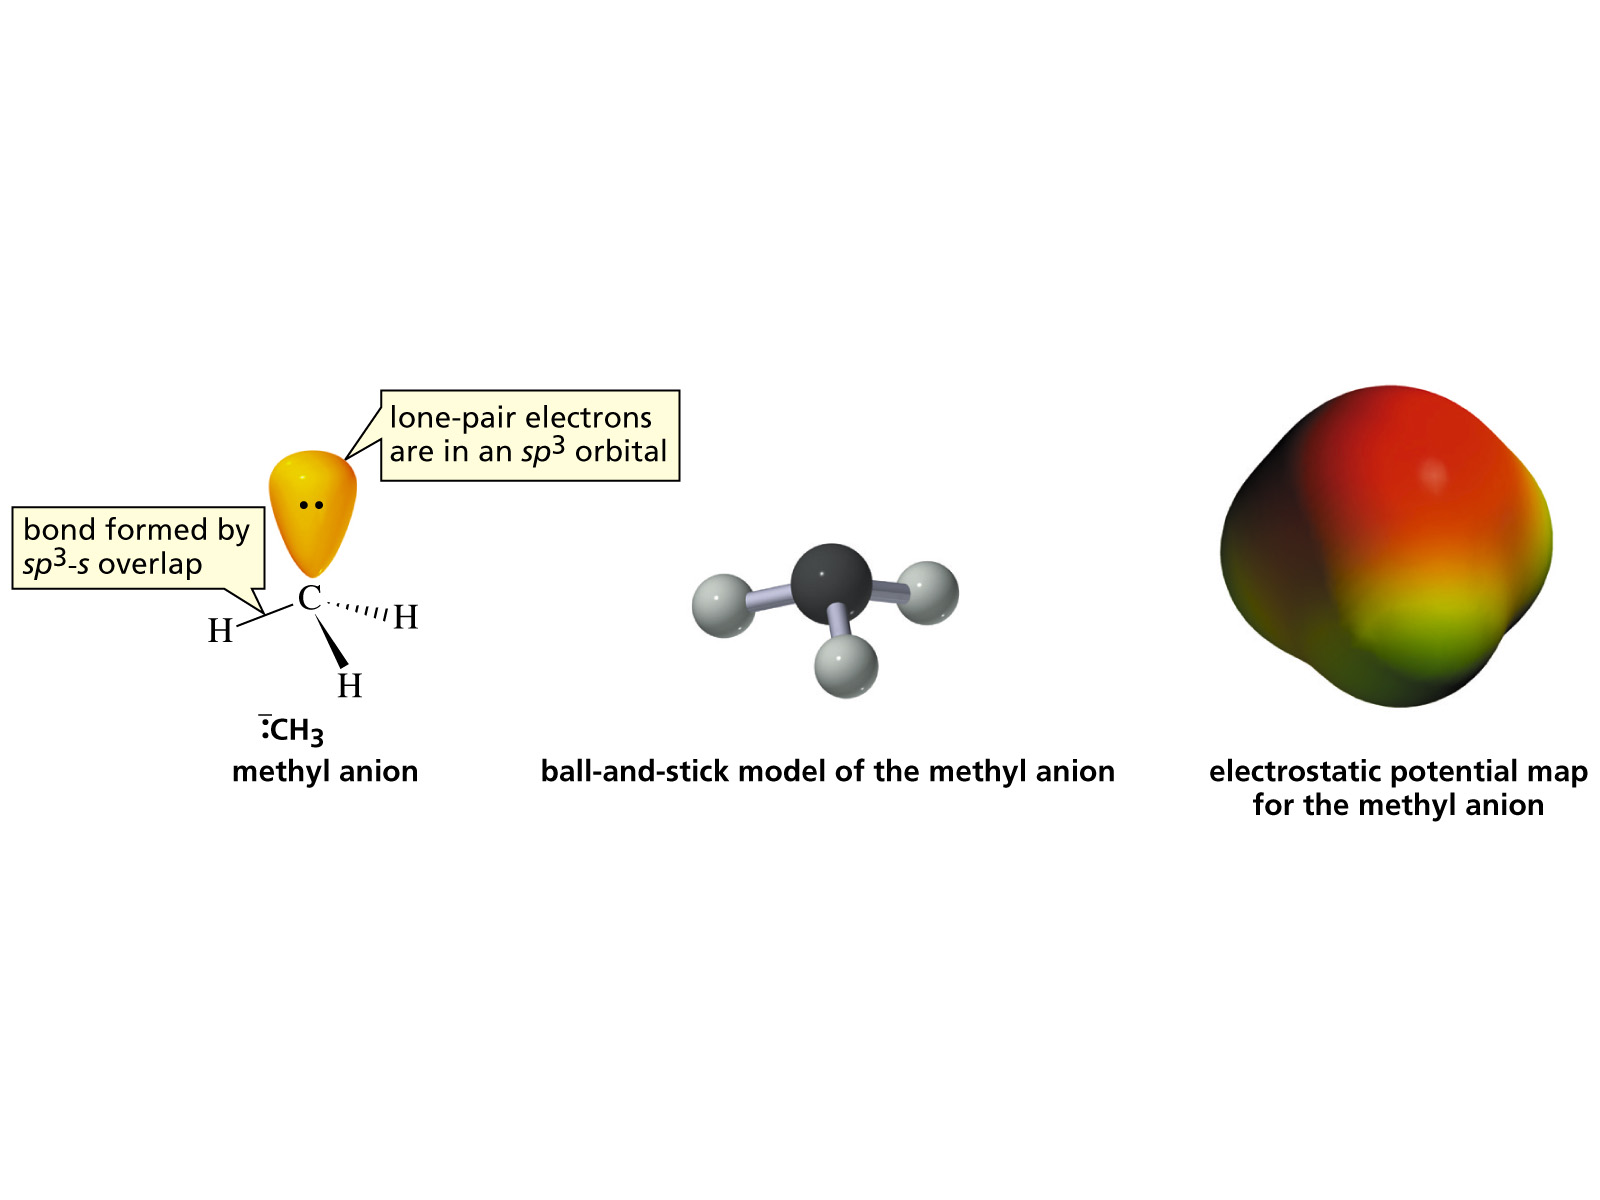 lone-pair electrons
are in an sp3 orbital
bond formed by
sp3-s overlap
C
H
H
H
:CH3
methyl anion
ball-and-stick model of the methyl anion
electrostatic potential map
for the methyl anion